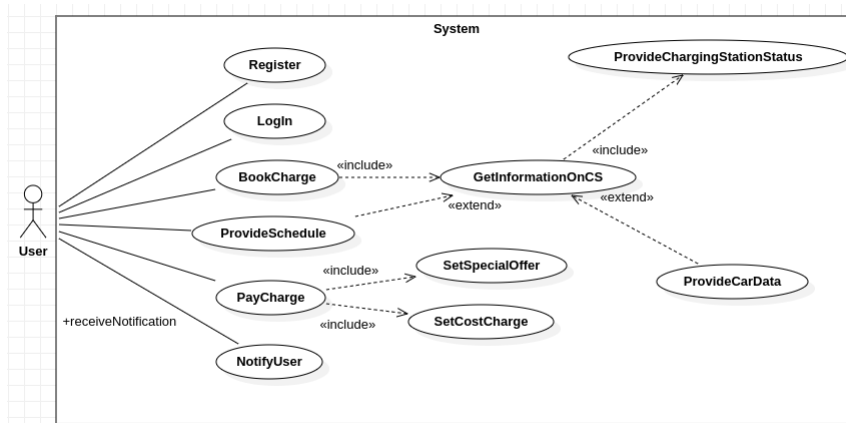 System
Register
ProvideChargingStationStatus
LogIn
«include»
BookCharge
«include»
GetInformationOnCS
«extend»
«extend»
User
ProvideSchedule
«include»
SetSpecialOffer
ProvideCarData
PayCharge
+receiveNotification
«include»
SetCostCharge
NotifyUser